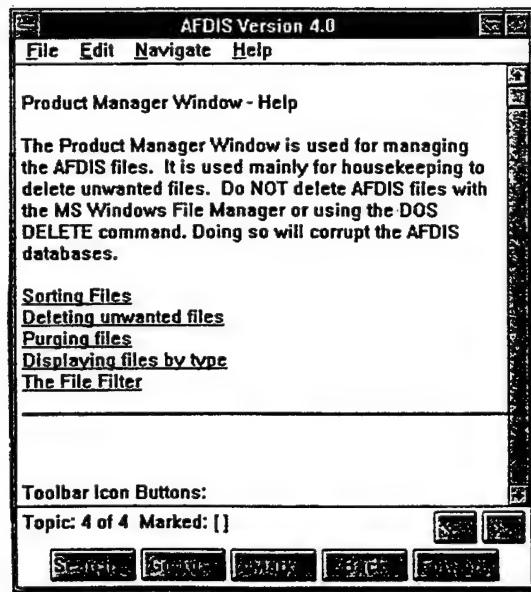 AFDIS Version 4.0
File Edit Navigate Help
Product Manager Window - Help
The Product Manager Window is used for managing
the AFDIS files. It is used mainly for housekeeping to
delete unwanted files. Do NOT delete AFDIS files with
the MS Windows File Manager or using the DOS
DELETE command. Doing so will corrupt the AFDIS
databases.
Sorting Files
Deleting unwanted files
Purging files
Displaying files by type
The File Filter
Toolbar Icon Buttons:
Topic: 4 of 4 Marked: []
Back